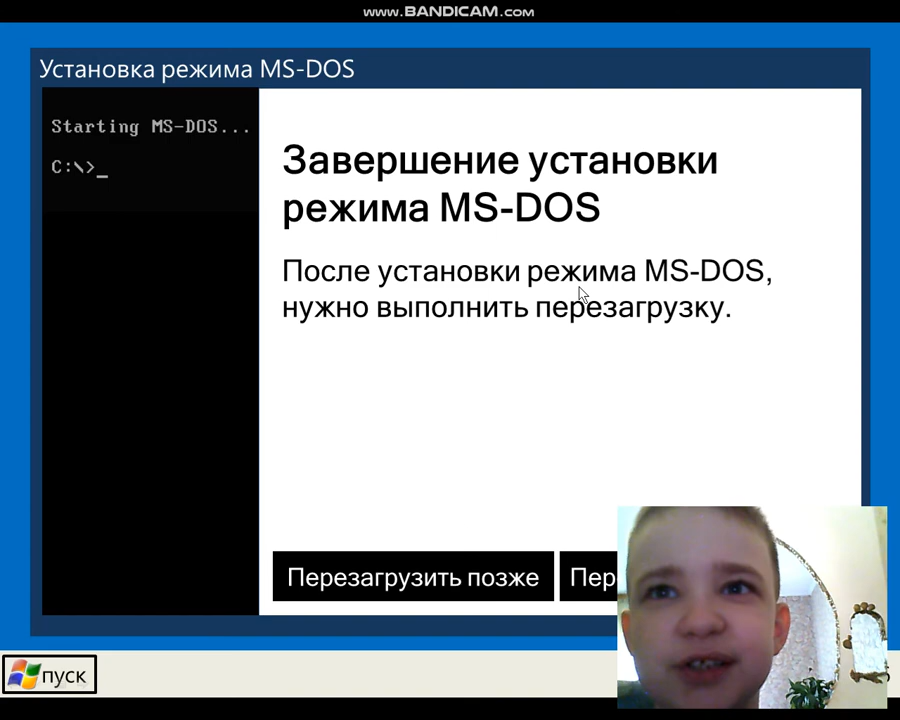 www.BANDICAM.com
Установка режима MS-DOS
Starting MS-DOS...
C:\>_
Завершение установки
режима MS-DOS
После установки режима MS-DOS,
нужно выполнить перезагрузку.
Перезагрузить позже
Пер
пуск